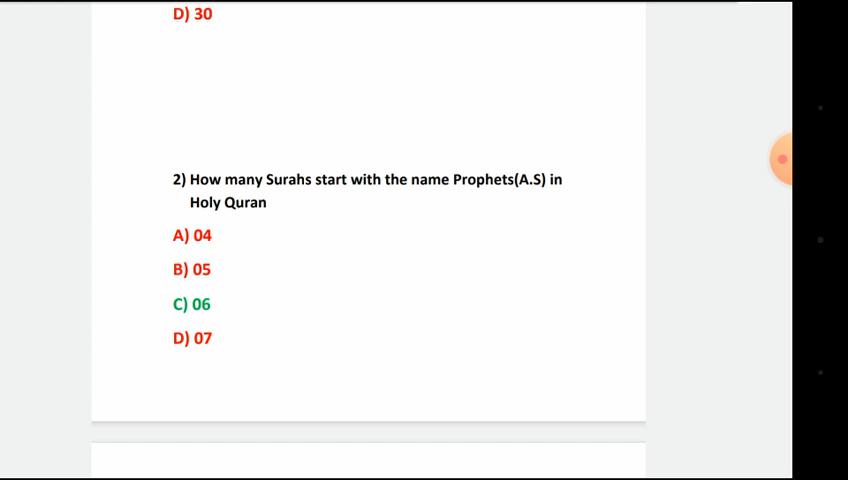 D) 30
2) How many Surahs start with the name Prophets(A.S) in
Holy Quran
A) 04
B) 05
C) 06
D) 07